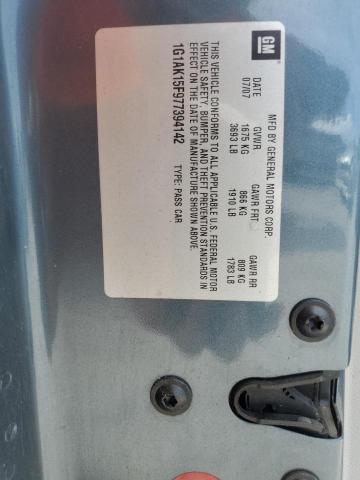 GM
MFD BY GENERAL MOTORS CORP.
DATE GVWR GAWR FRT GAWR RR
07/07 1675 KG 866 KG 809 KG
3693 LB 1910 LB 1783 LB
THIS VEHICLE CONFORMS TO ALL APPLICABLE U.S. FEDERAL MOTOR
VEHICLE SAFETY, BUMPER, AND THEFT PREVENTION STANDARDS IN
EFFECT ON THE DATE OF MANUFACTURE SHOWN ABOVE.
1G1AK15F977394142 TYPE: PASS CAR